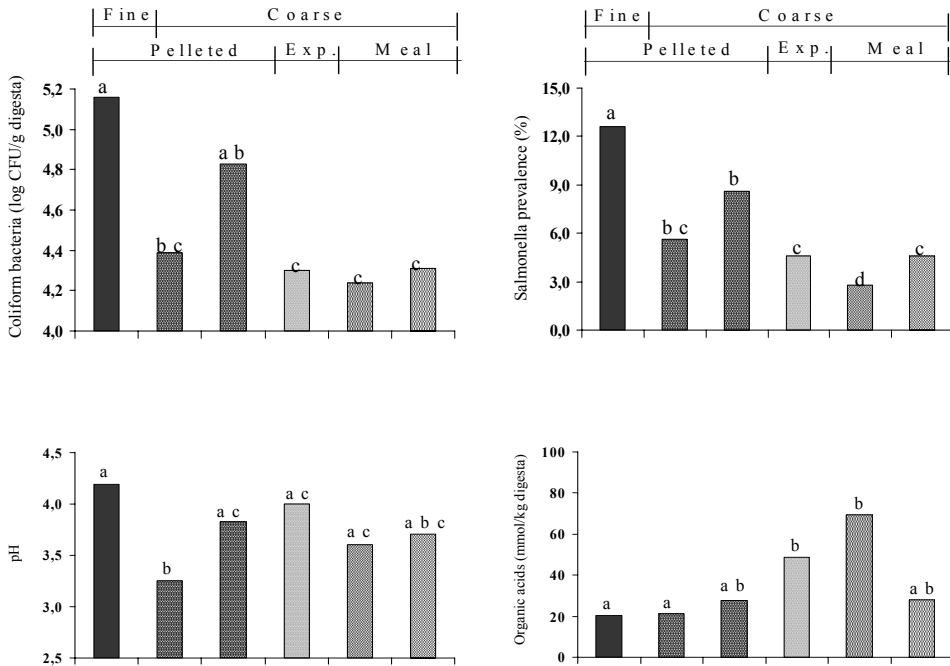 Fine Coarse
Pelleted Exp. Meal
Coliform bacteria (log CFU/g digesta)
5,2
5,0
4,8
4,6
4,4
4,2
4,0
a
b c
a b
c
c
c
Fine Coarse
Pelleted Exp. Meal
Salmonella prevalence (%)
15,0
12,0
9,0
6,0
3,0
0,0
a
b c
b
c
d
c
pH
4,5
4,0
3,5
3,0
2,5
a
b
a c
a c
a c
a b c
Organic acids (mmol/kg digesta)
100
80
60
40
20
0
a
a
a b
b
b
a b